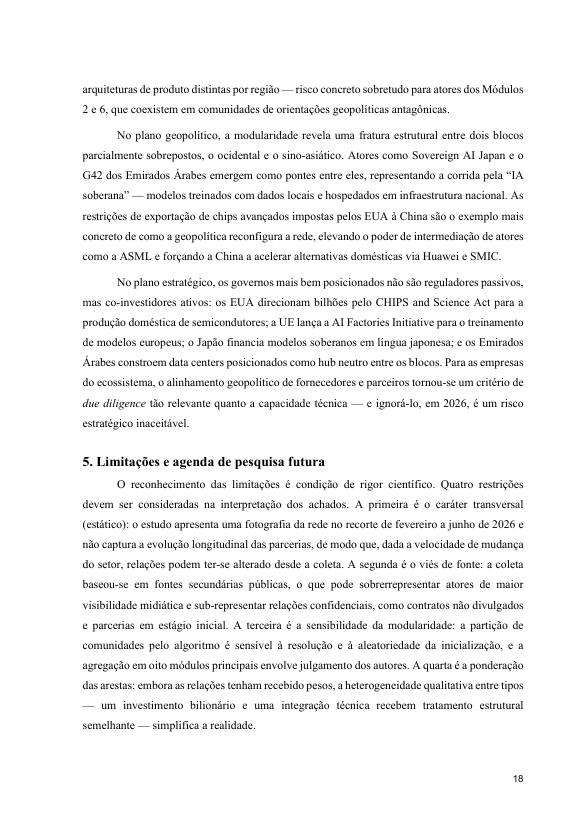 arquiteturas de produto distintas por região — risco concreto sobretudo para atores dos Módulos
2 e 6, que coexistem em comunidades de orientações geopolíticas antagônicas.
No plano geopolítico, a modularidade revela uma fratura estrutural entre dois blocos
parcialmente sobrepostos, o ocidental e o sino-asiático. Atores como Sovereign AI Japan e o
G42 dos Emirados Árabes emergem como pontes entre eles, representando a corrida pela “IA
soberana” — modelos treinados com dados locais e hospedados em infraestrutura nacional. As
restrições de exportação de chips avançados impostas pelos EUA à China são o exemplo mais
concreto de como a geopolítica reconfigura a rede, elevando o poder de intermediação de atores
como a ASML e forçando a China a acelerar alternativas domésticas via Huawei e SMIC.
No plano estratégico, os governos mais bem posicionados não são reguladores passivos,
mas co-investidores ativos: os EUA direcionam bilhões pelo CHIPS and Science Act para a
produção doméstica de semicondutores; a UE lança a AI Factories Initiative para o treinamento
de modelos europeus; o Japão financia modelos soberanos em língua japonesa; e os Emirados
Árabes constroem data centers posicionados como hub neutro entre os blocos. Para as empresas
do ecossistema, o alinhamento geopolítico de fornecedores e parceiros tornou-se um critério de
due diligence tão relevante quanto a capacidade técnica — e ignorá-lo, em 2026, é um risco
estratégico inaceitável.
5. Limitações e agenda de pesquisa futura
O reconhecimento das limitações é condição de rigor científico. Quatro restrições
devem ser consideradas na interpretação dos achados. A primeira é o caráter transversal
(estático): o estudo apresenta uma fotografia da rede no recorte de fevereiro a junho de 2026 e
não captura a evolução longitudinal das parcerias, de modo que, dada a velocidade de mudança
do setor, relações podem ter-se alterado desde a coleta. A segunda é o viés de fonte: a coleta
baseou-se em fontes secundárias públicas, o que pode sobrerrepresentar atores de maior
visibilidade midiática e sub-representar relações confidenciais, como contratos não divulgados
e parcerias em estágio inicial. A terceira é a sensibilidade da modularidade: a partição de
comunidades pelo algoritmo é sensível à resolução e à aleatoriedade da inicialização, e a
agregação em oito módulos principais envolve julgamento dos autores. A quarta é a ponderação
das arestas: embora as relações tenham recebido pesos, a heterogeneidade qualitativa entre tipos
— um investimento bilionário e uma integração técnica recebem tratamento estrutural
semelhante — simplifica a realidade.
18